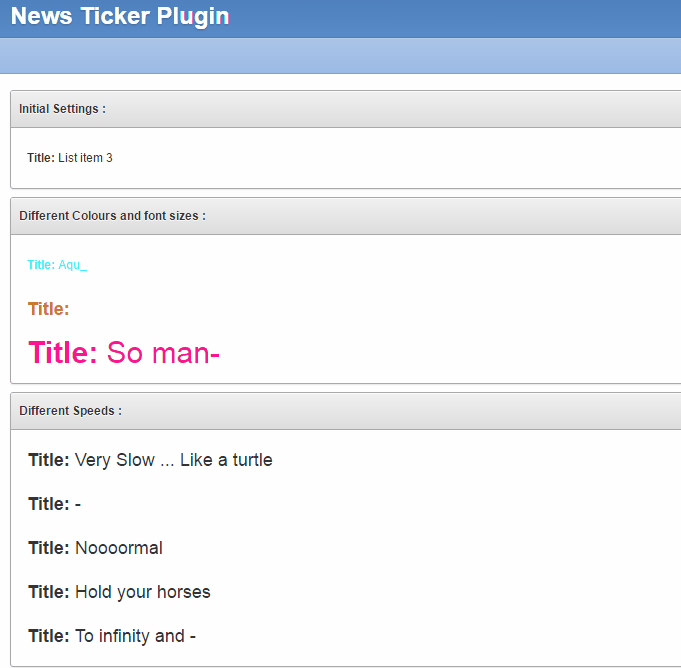 News Ticker Plugin
Initial Settings :
Title: List item 3
Different Colours and font sizes :
Title: Aqu_
Title:
Title: So man-
Different Speeds :
Title: Very Slow ... Like a turtle
Title: -
Title: Noooormal
Title: Hold your horses
Title: To infinity and -